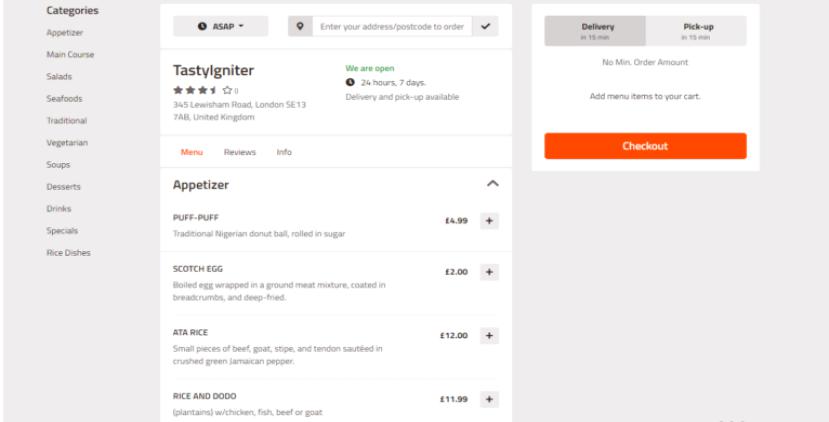 Categories
Appetizer
Main Course
Salads
Seafoods
Traditional
Vegetarian
Soups
Desserts
Drinks
Specials
Rice Dishes
ASAP
Enter your address/postcode to order
TastyIgniter
0
345 Lewisham Road, London SE13
7AB, United Kingdom
We are open
24 hours, 7 days.
Delivery and pick-up available
Menu Reviews Info
Appetizer
PUFF-PUFF £4.99 +
Traditional Nigerian donut ball, rolled in sugar
SCOTCH EGG £2.00 +
Boiled egg wrapped in a ground meat mixture, coated in
breadcrumbs, and deep-fried.
ATA RICE £12.00 +
Small pieces of beef, goat, stipe, and tendon sautéed in
crushed green Jamaican pepper.
RICE AND DODO £11.99 +
(plantains) w/chicken, fish, beef or goat
Delivery Pick-up
in 15 min in 15 min
No Min. Order Amount
Add menu items to your cart.
Checkout